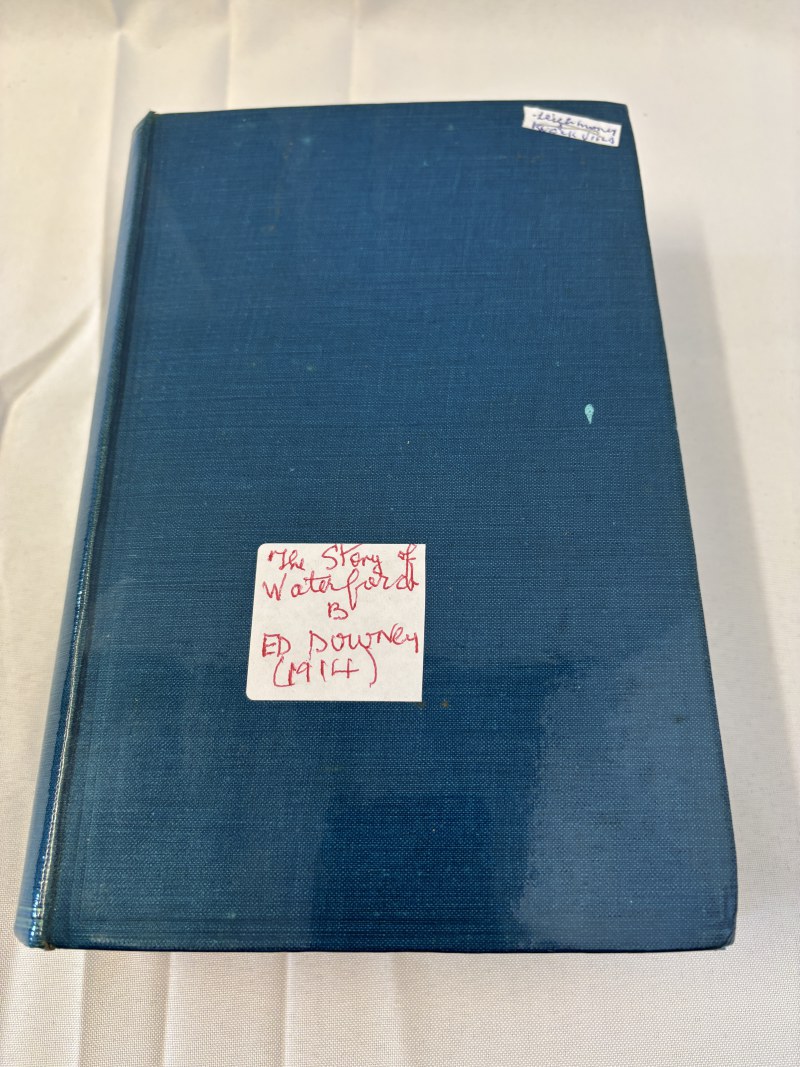 The Story of
Waterford
B
ED Downey
(1914)